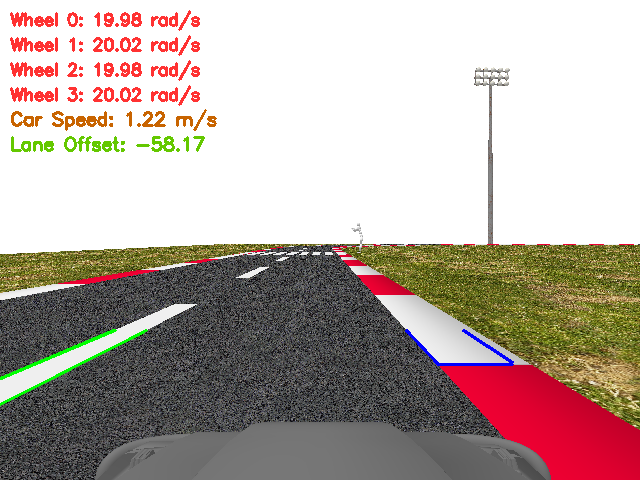 Wheel 0: 19.98 rad/s
Wheel 1: 20.02 rad/s
Wheel 2: 19.98 rad/s
Wheel 3: 20.02 rad/s
Car Speed: 1.22 m/s
Lane Offset: -58.17